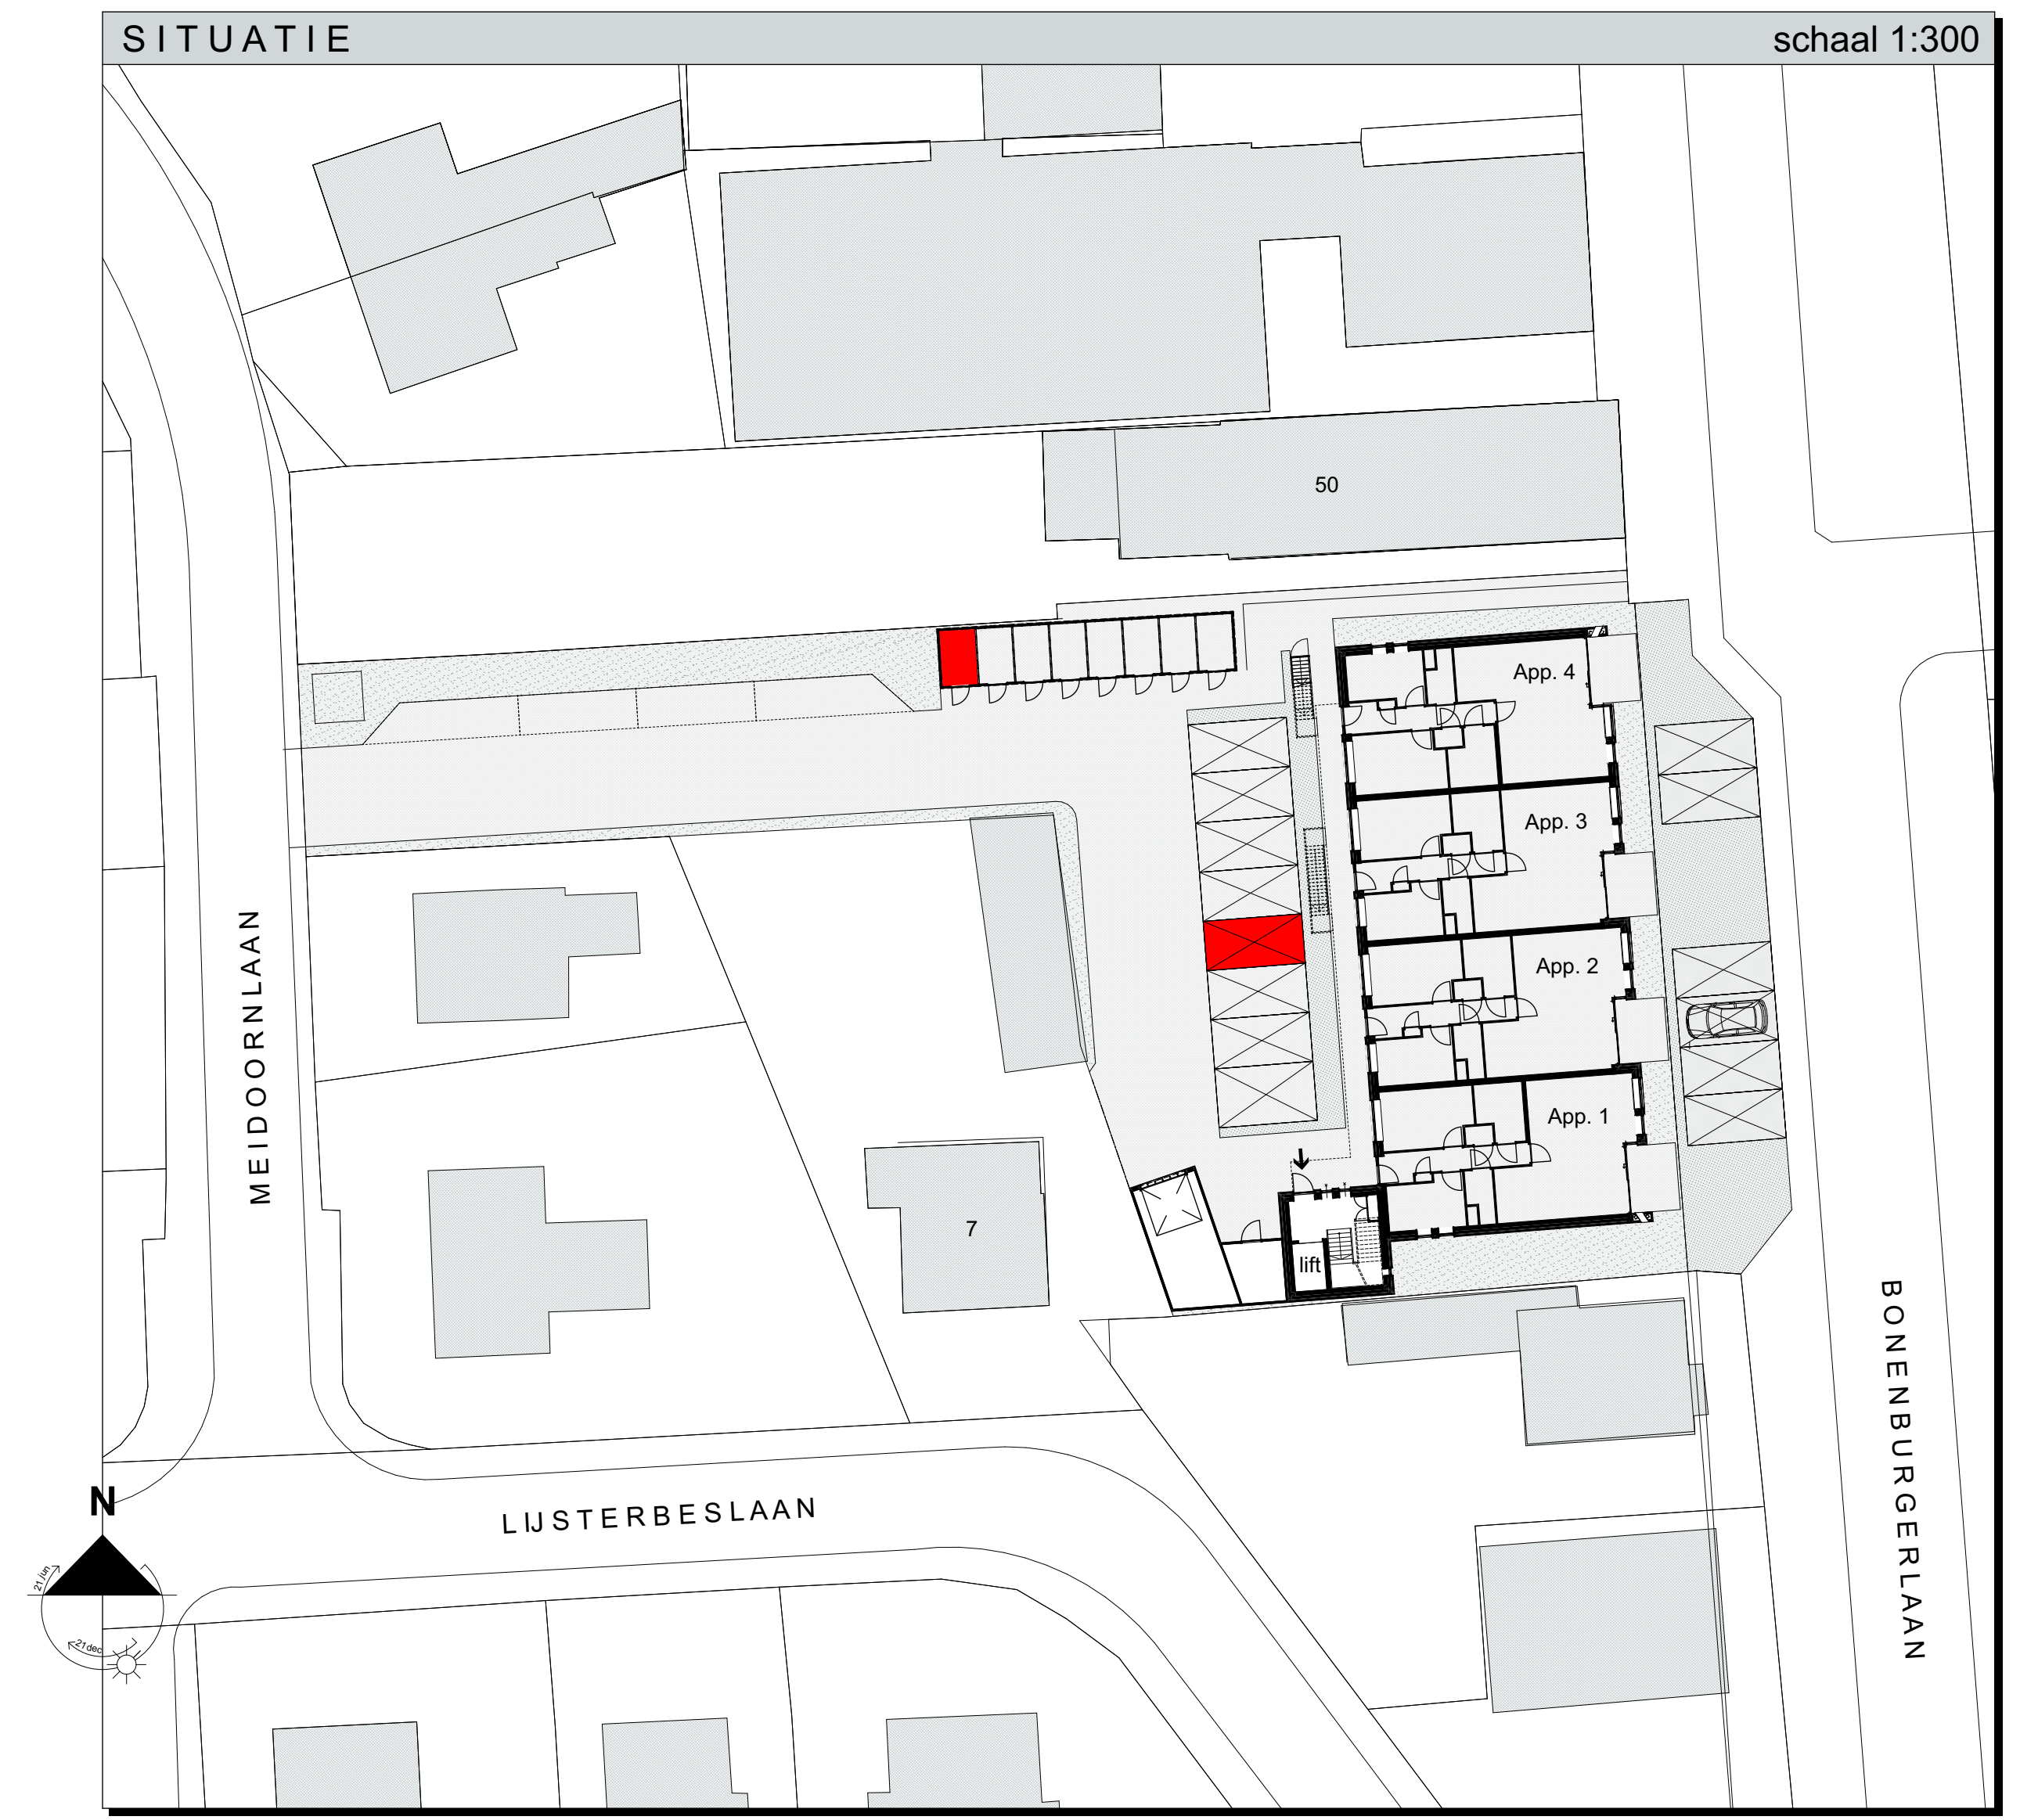 SITUATIE
schaal 1:300
50
App. 4
App. 3
App. 2
App. 1
7
lift
MEIDOORNLAAN
BONENBURGERLAAN
LIJSTERBESLAAN
N
21 jun
21 dec